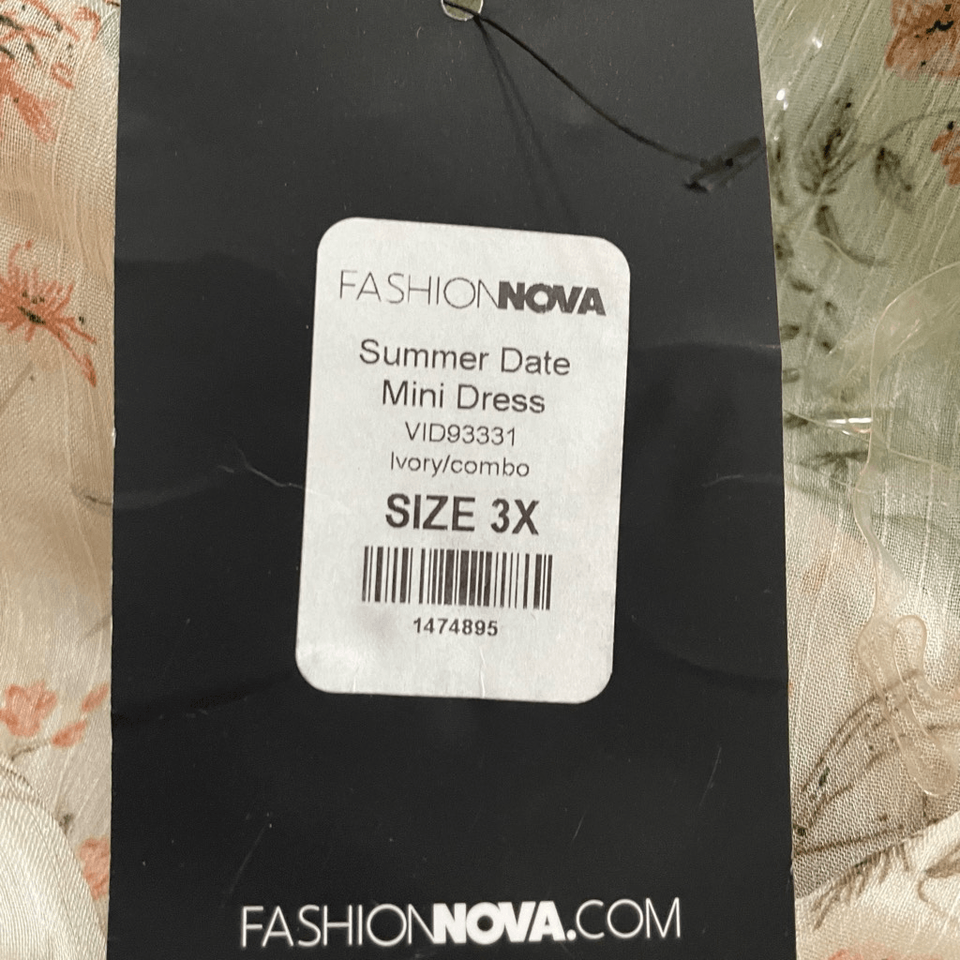 FASHIONNOVA
Summer Date
Mini Dress
VID93331
Ivory/combo
SIZE 3X
1474895
FASHIONNOVA.COM